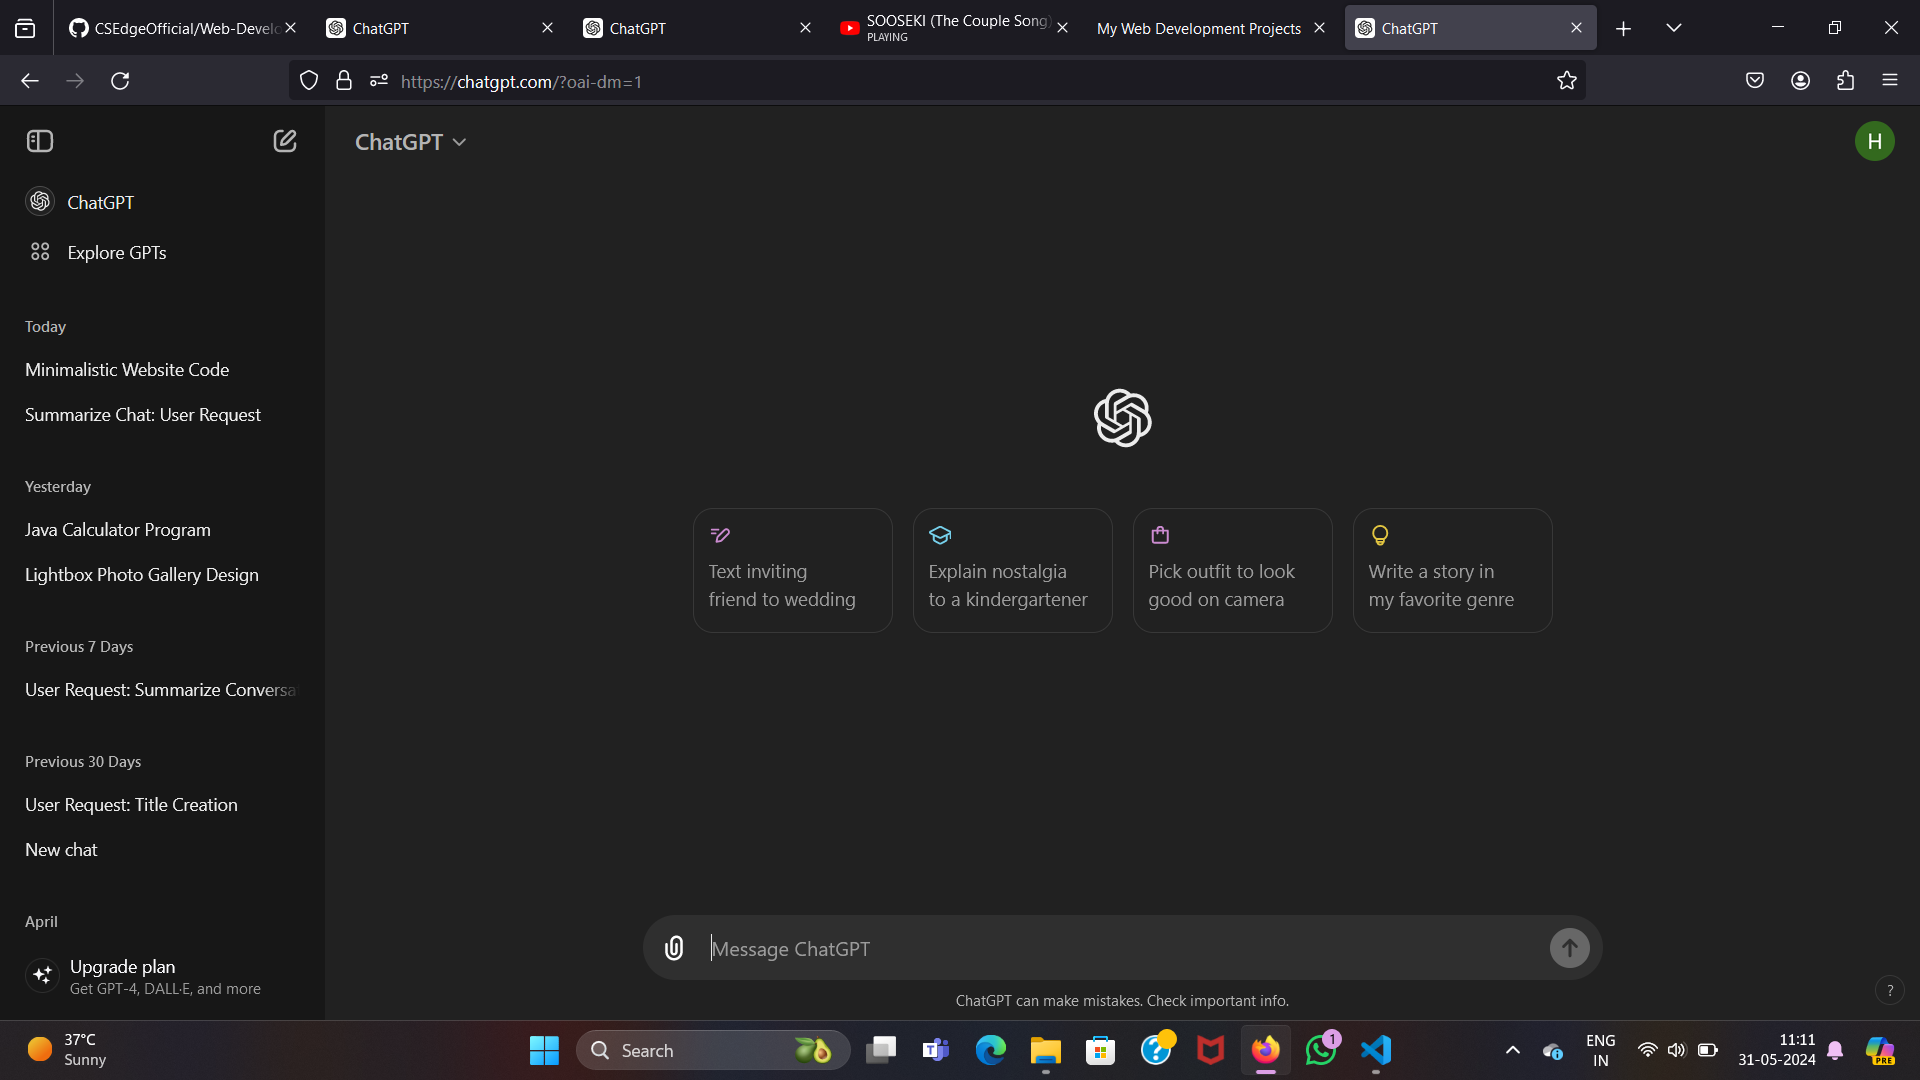 CSEdgeOfficial/Web-Develo
ChatGPT
ChatGPT
SOOSEKI (The Couple Song)
PLAYING
My Web Development Projects
ChatGPT
https://chatgpt.com/?oai-dm=1
ChatGPT
H
ChatGPT
Explore GPTs
Today
Minimalistic Website Code
Summarize Chat: User Request
Yesterday
Java Calculator Program
Lightbox Photo Gallery Design
Previous 7 Days
User Request: Summarize Conversat
Previous 30 Days
User Request: Title Creation
New chat
April
Upgrade plan
Get GPT-4, DALL·E, and more
Text inviting
friend to wedding
Explain nostalgia
to a kindergartener
Pick outfit to look
good on camera
Write a story in
my favorite genre
Message ChatGPT
ChatGPT can make mistakes. Check important info.
?
37°C
Sunny
Search
1
ENG
IN
11:11
31-05-2024
PRE